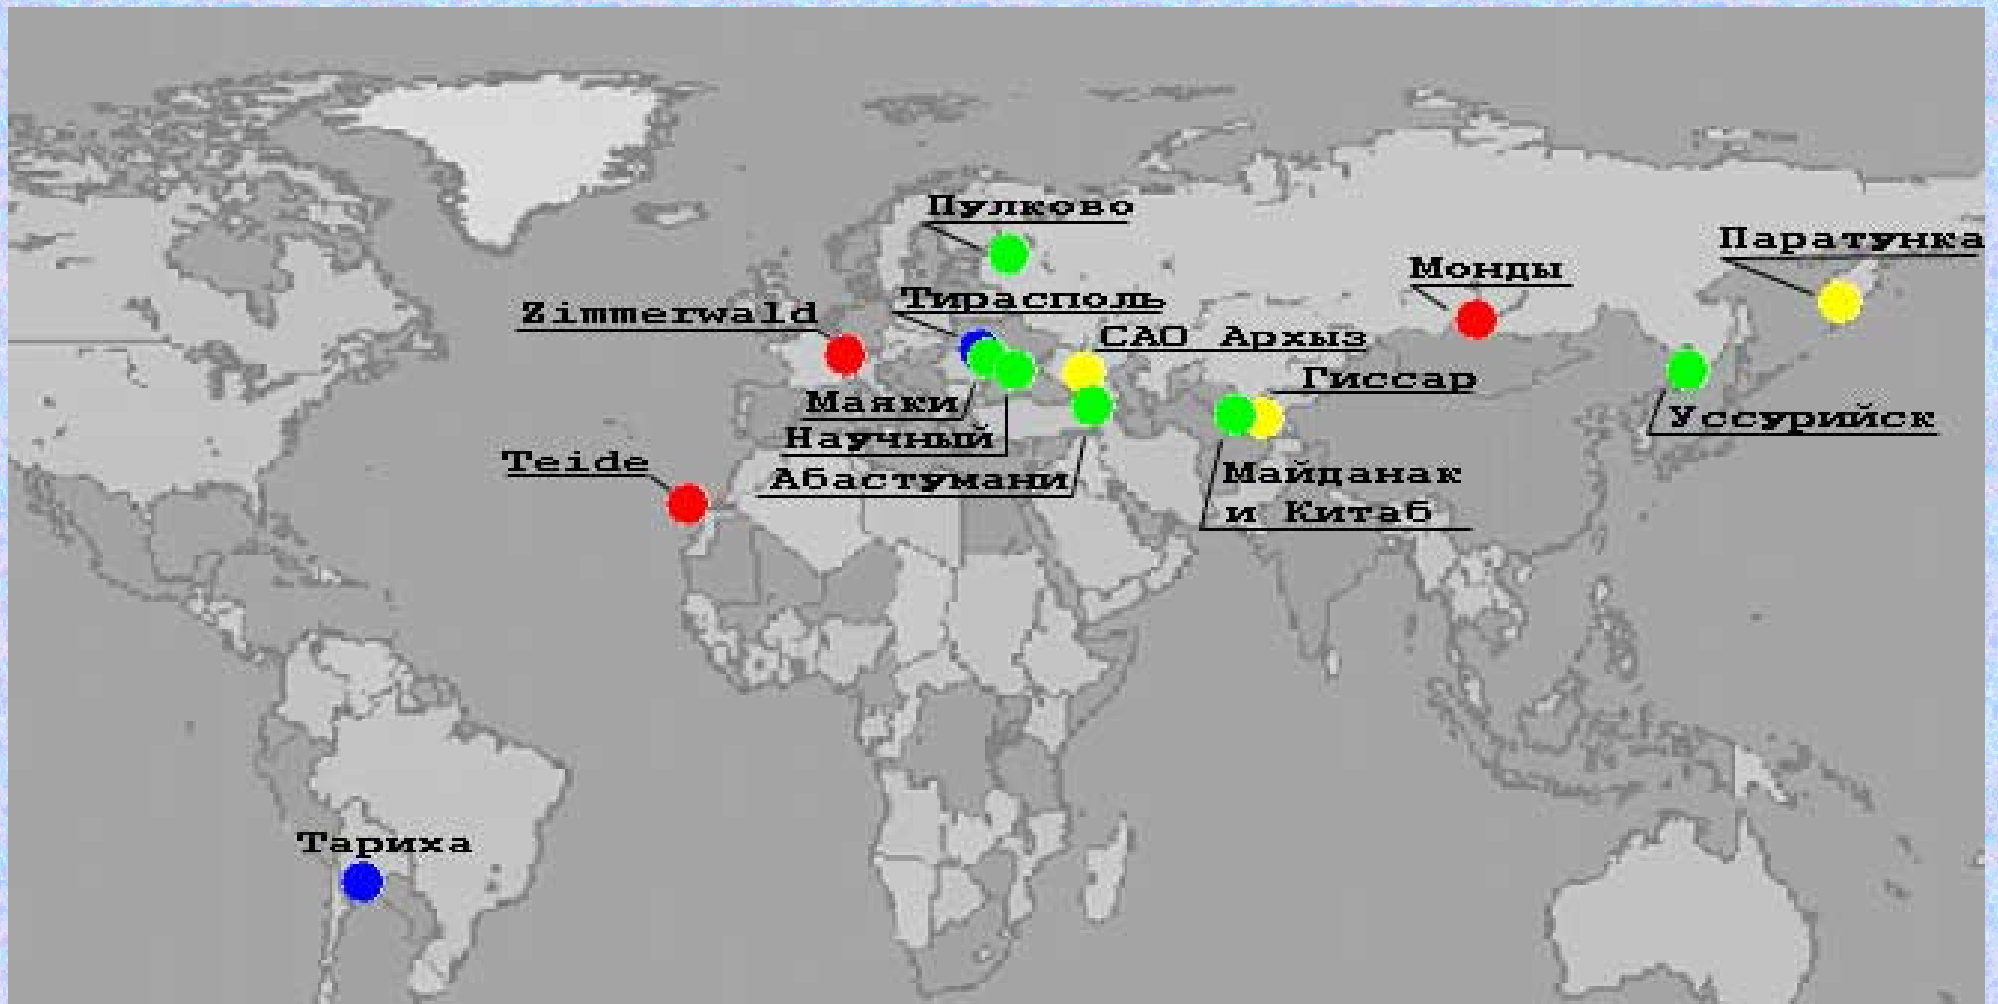 Пулково
Паратунка
Монды
Тирасполь
Zimmerwald
САО Архыз
Гиссар
Маяки
Уссурийск
Научный
Teide
Абастумани
Майданак
и Китаб
Тариха